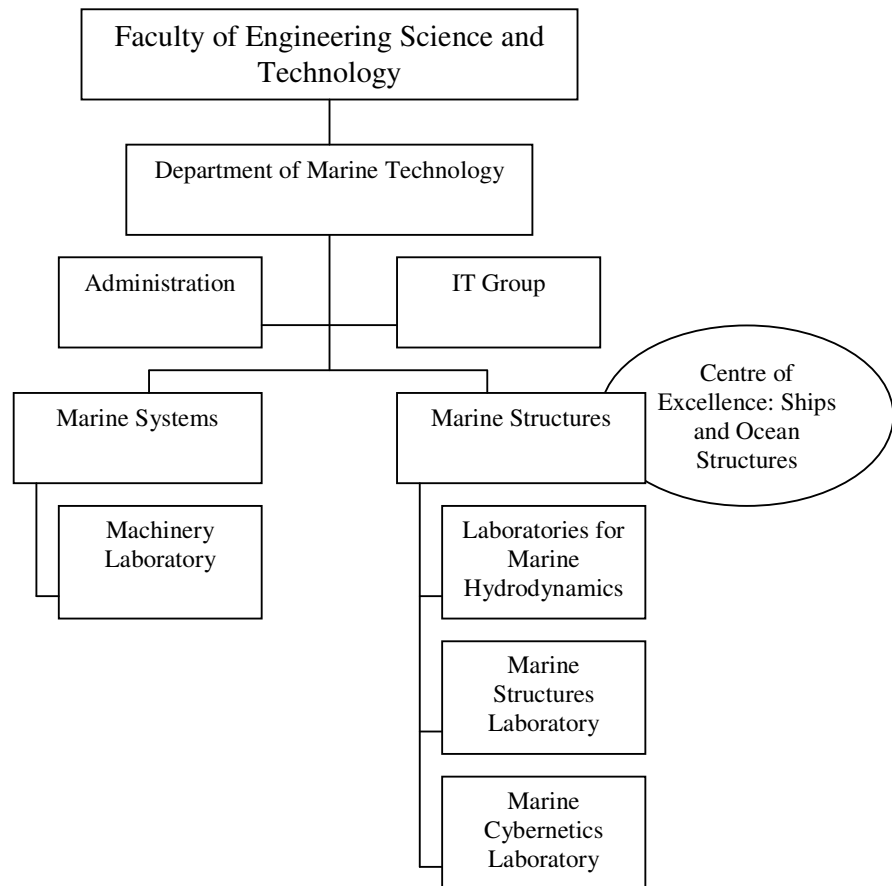 Faculty of Engineering Science and
Technology
Department of Marine Technology
Administration
IT Group
Marine Systems
Marine Structures
Centre of
Excellence: Ships
and Ocean
Structures
Machinery
Laboratory
Laboratories for
Marine
Hydrodynamics
Marine
Structures
Laboratory
Marine
Cybernetics
Laboratory